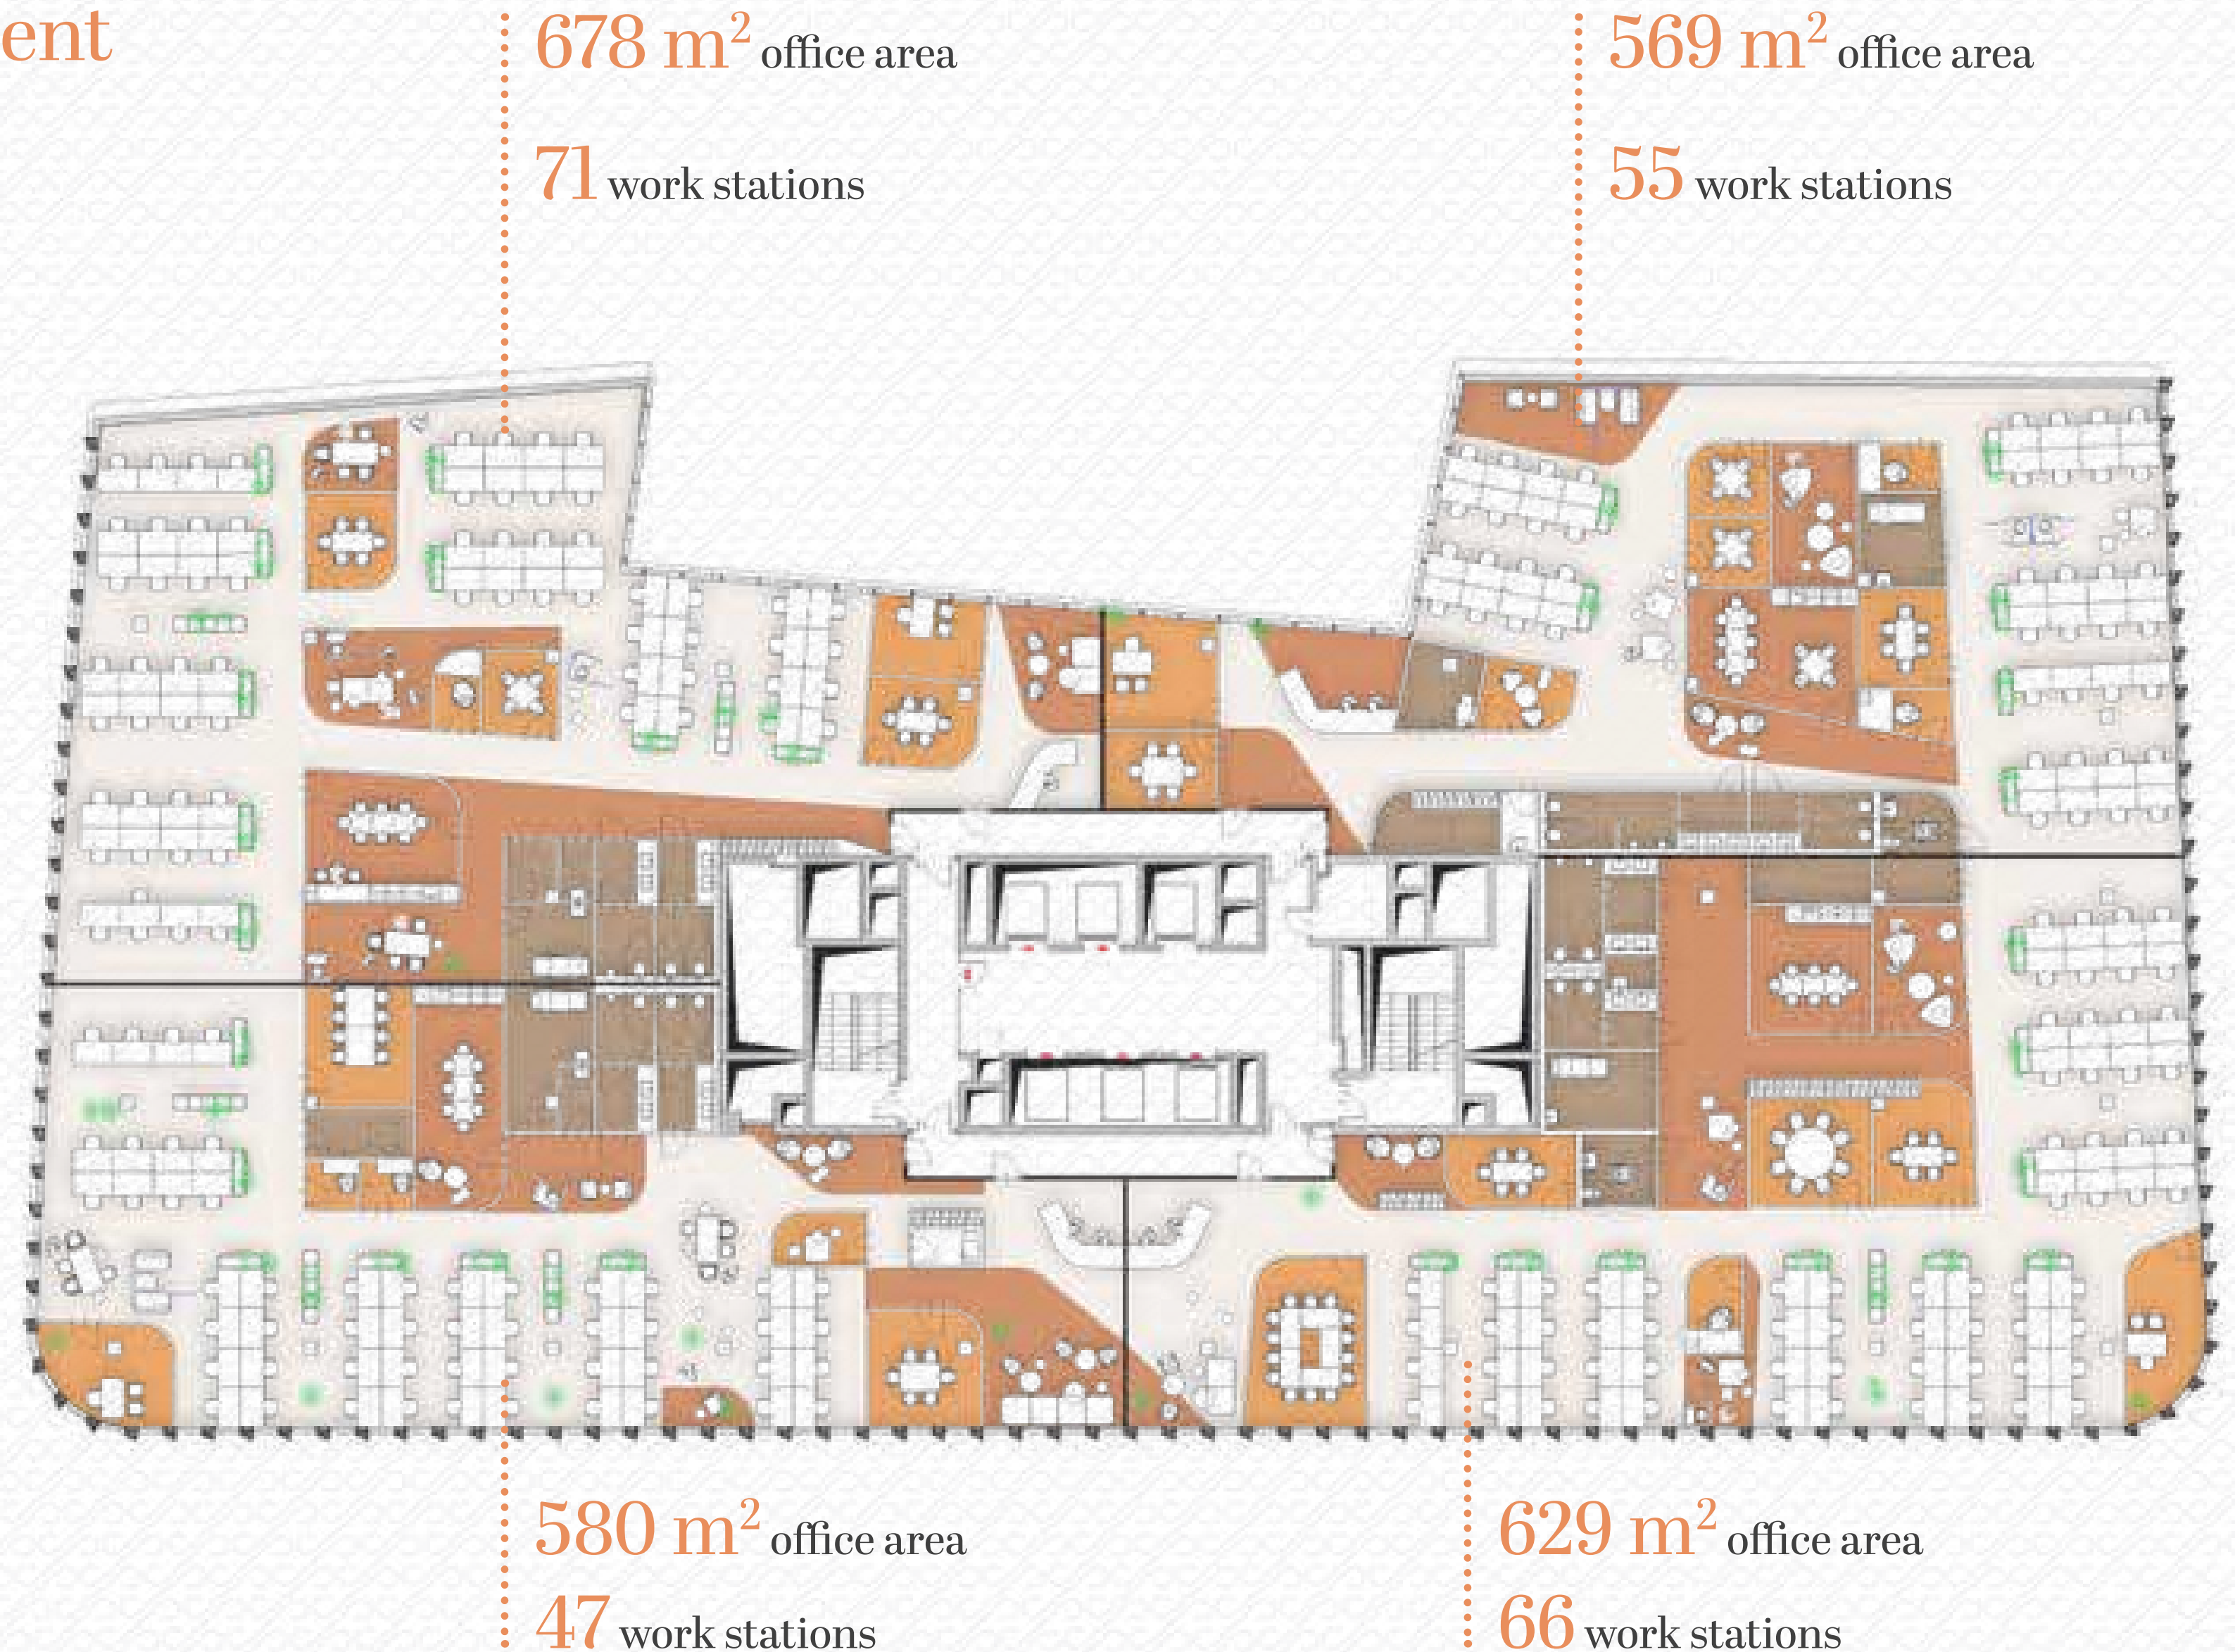 ent
678 m² office area
71 work stations
569 m² office area
55 work stations
580 m² office area
47 work stations
629 m² office area
66 work stations